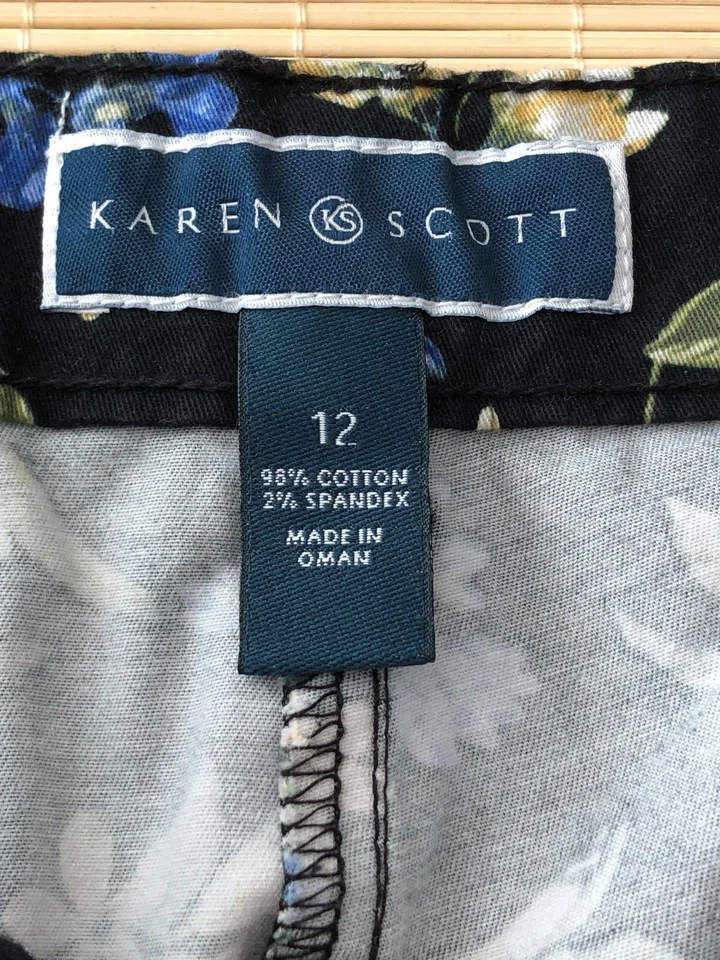 KAREN KS SCOTT
12
98% COTTON
2% SPANDEX
MADE IN
OMAN